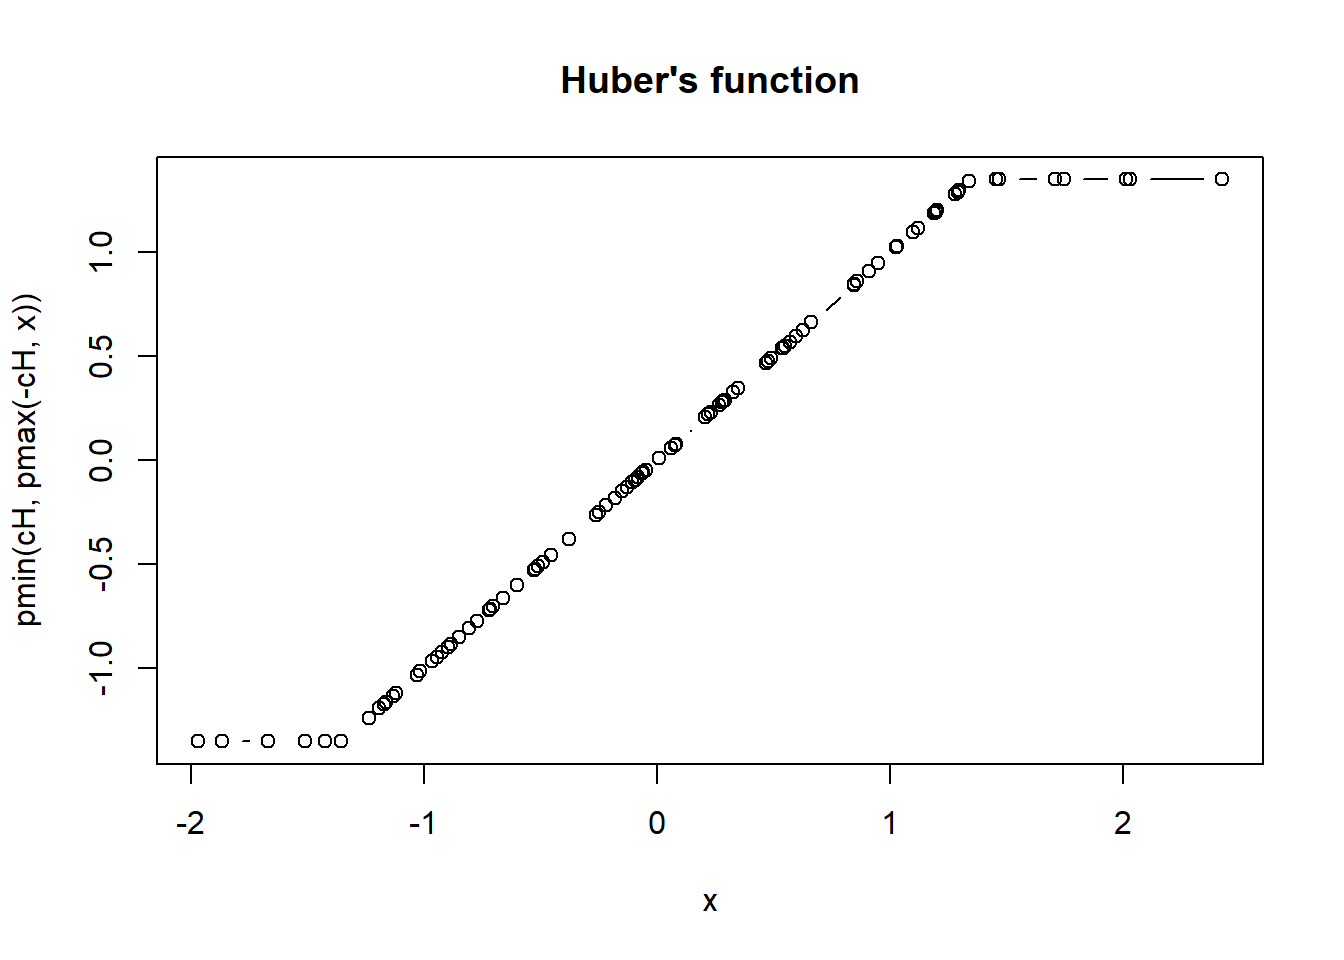 Huber's function
pmin(cH, pmax(-cH, x))
1.0
0.5
0.0
-0.5
-1.0
-2 -1 0 1 2
x